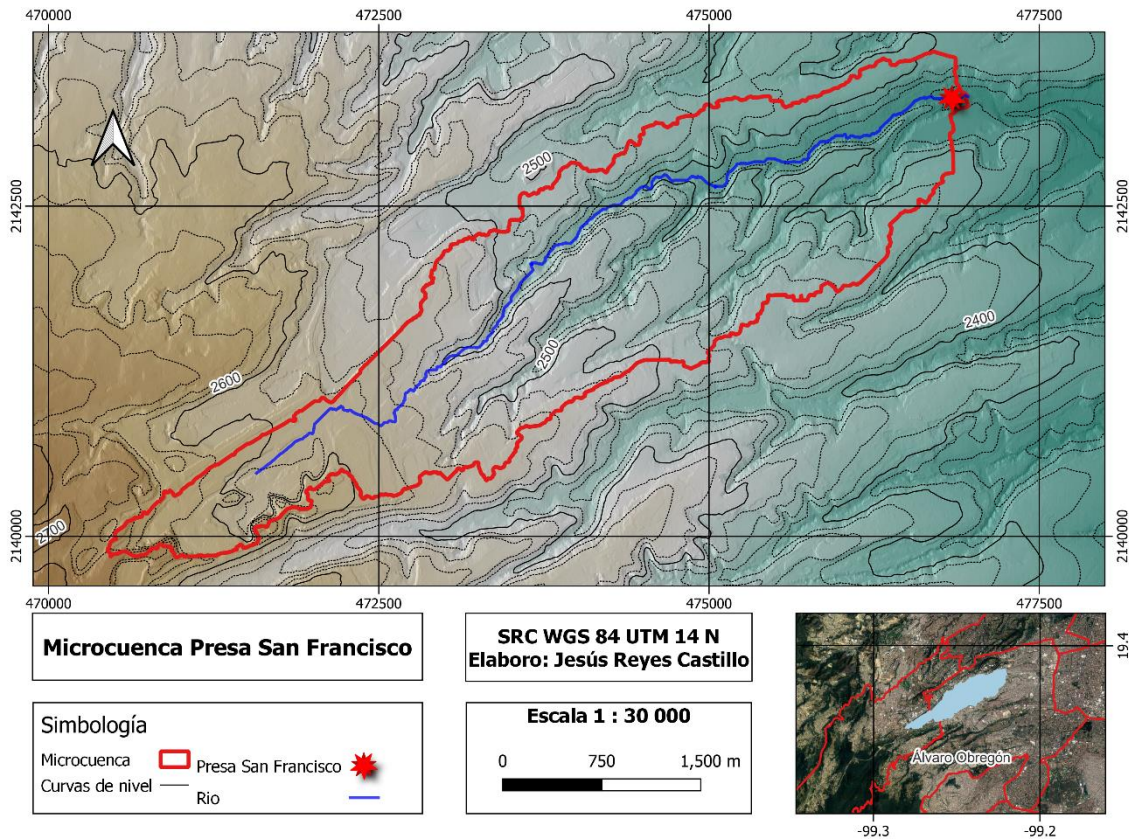 470000
472500
475000
477500
2142500
2142500
2500
2400
2500
2600
2700
2140000
2140000
470000
472500
475000
477500
Microcuenca Presa San Francisco
SRC WGS 84 UTM 14 N
Elaboro: Jesús Reyes Castillo
Simbología
Microcuenca
Presa San Francisco
Curvas de nivel
Rio
Escala 1 : 30 000
0 750 1,500 m
19.4
Álvaro Obregón
-99.3
-99.2